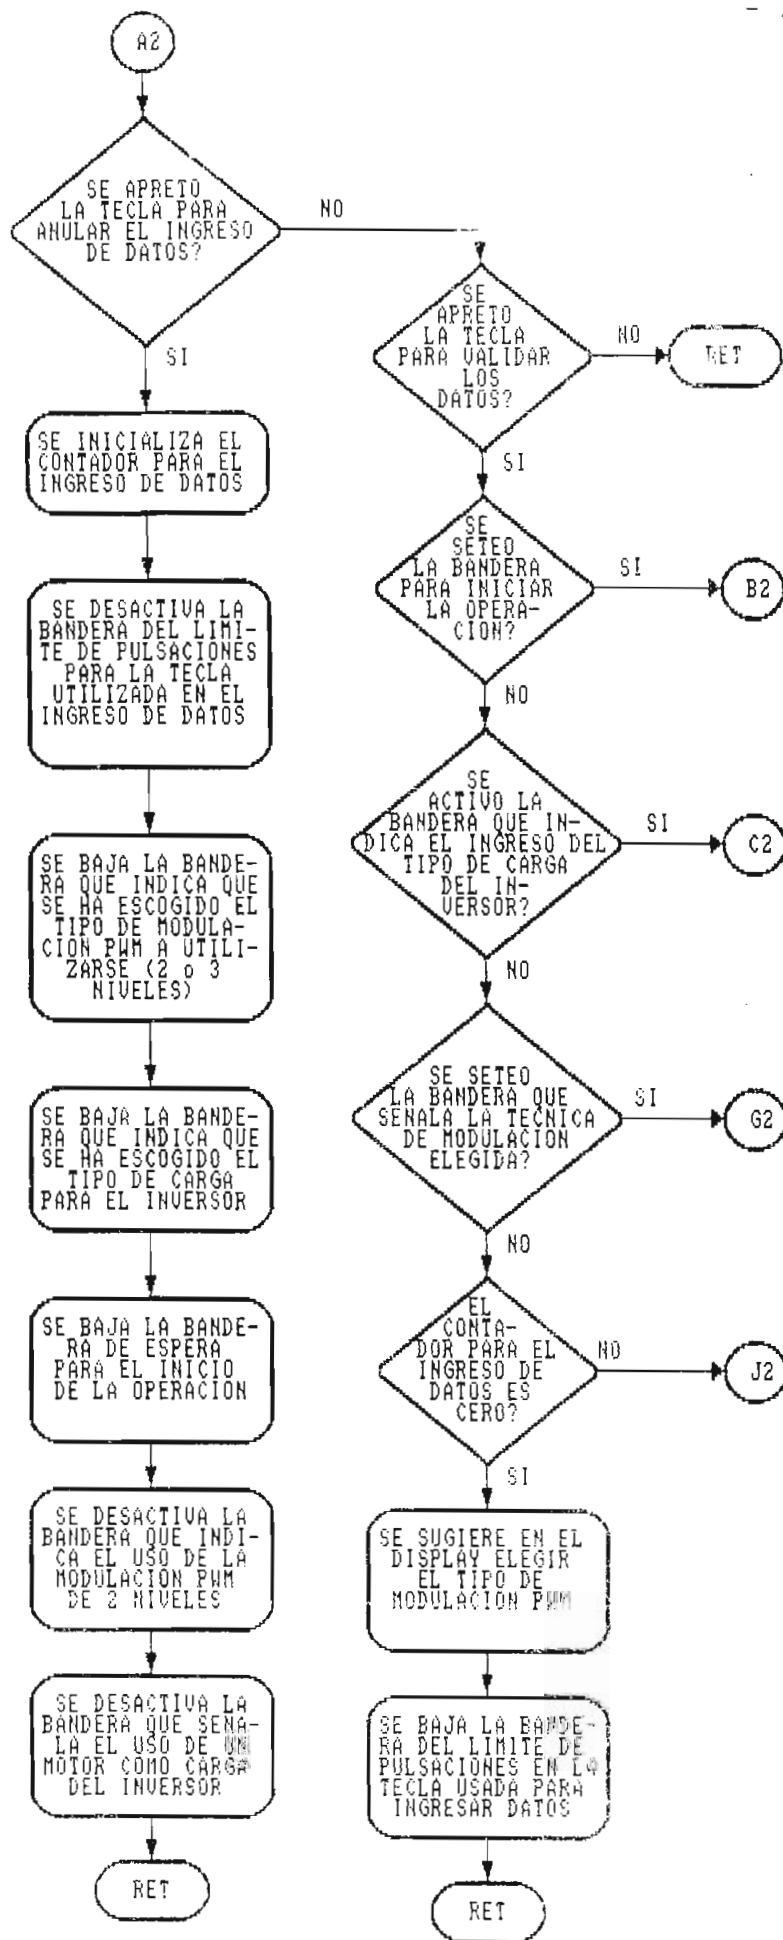 A2
SE APRETO
LA TECLA PARA
ANULAR EL INGRESO
DE DATOS?
NO
SI
SE INICIALIZA EL
CONTADOR PARA EL
INGRESO DE DATOS
SE DESACTIVA LA
BANDERA DEL LIMI-
TE DE PULSACIONES
PARA LA TECLA
UTILIZADA EN EL
INGRESO DE DATOS
SE BAJA LA BANDE-
RA QUE INDICA QUE
SE HA ESCOGIDO EL
TIPO DE MODULA-
CION PWM A UTILI-
ZARSE (2 o 3
NIVELES)
SE BAJA LA BANDE-
RA QUE INDICA QUE
SE HA ESCOGIDO EL
TIPO DE CARGA
PARA EL INVERSOR
SE BAJA LA BANDE-
RA DE ESPERA
PARA EL INICIO
DE LA OPERACION
SE DESACTIVA LA
BANDERA QUE INDI-
CA EL USO DE LA
MODULACION PWM
DE 2 NIVELES
SE DESACTIVA LA
BANDERA QUE SENA-
LA EL USO DE UN
MOTOR COMO CARGA
DEL INVERSOR
RET
SE
APRETO
LA TECLA
PARA VALIDAR
LOS
DATOS?
NO
RET
SI
SE
SETEO
LA BANDERA
PARA INICIAR
LA OPERA-
CION?
SI
B2
NO
SE
ACTIVO LA
BANDERA QUE IN-
DICA EL INGRESO DEL
TIPO DE CARGA
DEL IN-
VERSOR?
SI
C2
NO
SE SETEO
LA BANDERA QUE
SENALA LA TECNICA
DE MODULACION
ELEGIDA?
SI
G2
NO
EL
CONTA-
DOR PARA EL
INGRESO DE
DATOS ES
CERO?
NO
J2
SI
SE SUGIERE EN EL
DISPLAY ELEGIR
EL TIPO DE
MODULACION PWM
SE BAJA LA BANDE-
RA DEL LIMITE DE
PULSACIONES EN LA
TECLA USADA PARA
INGRESAR DATOS
RET